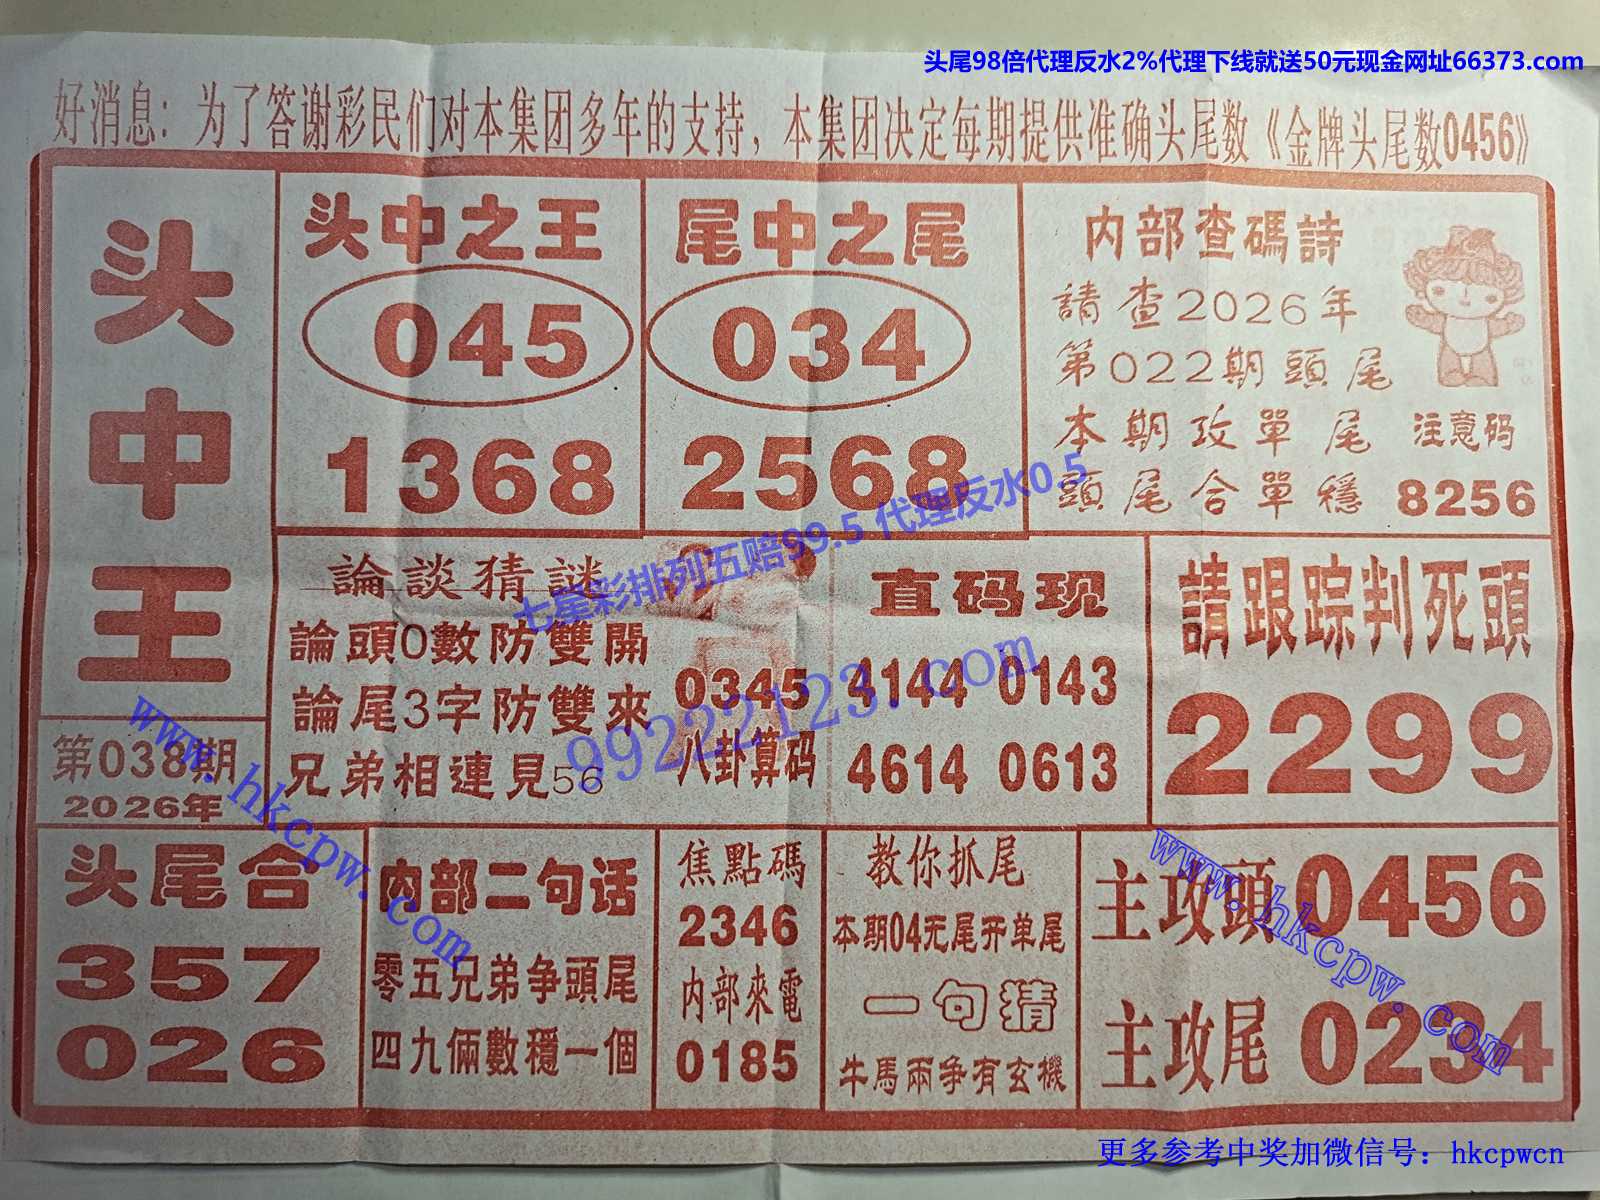 头尾98倍代理反水2%代理下线就送50元现金网址66373.com
好消息：为了答谢彩民们对本集团多年的支持，本集团决定每期提供准确头尾数《金牌头尾数0456》
头中王
第038期
2026年
头中之王
045
1368
尾中之尾
034
2568
内部查碼詩
請查2026年
第022期頭尾
本期攻單尾
頭尾合單穩
注意码
8256
論談猜謎
論頭0數防雙開
論尾3字防雙來
兄弟相連見56
0345
八卦算码
直码现
4144 0143
4614 0613
請跟踪判死頭
2299
七星彩排列五赔99.5 代理反水0.5
99222123.com
www.hkcpw.com
头尾合
357
026
内部二句话
零五兄弟争頭尾
四九倆數穩一個
焦點碼
2346
内部來電
0185
教你抓尾
本期04无尾开单尾
一句猜
牛馬兩争有玄機
主攻頭0456
主攻尾0234
www.hkcpw.com
更多参考中奖加微信号：hkcpwcn